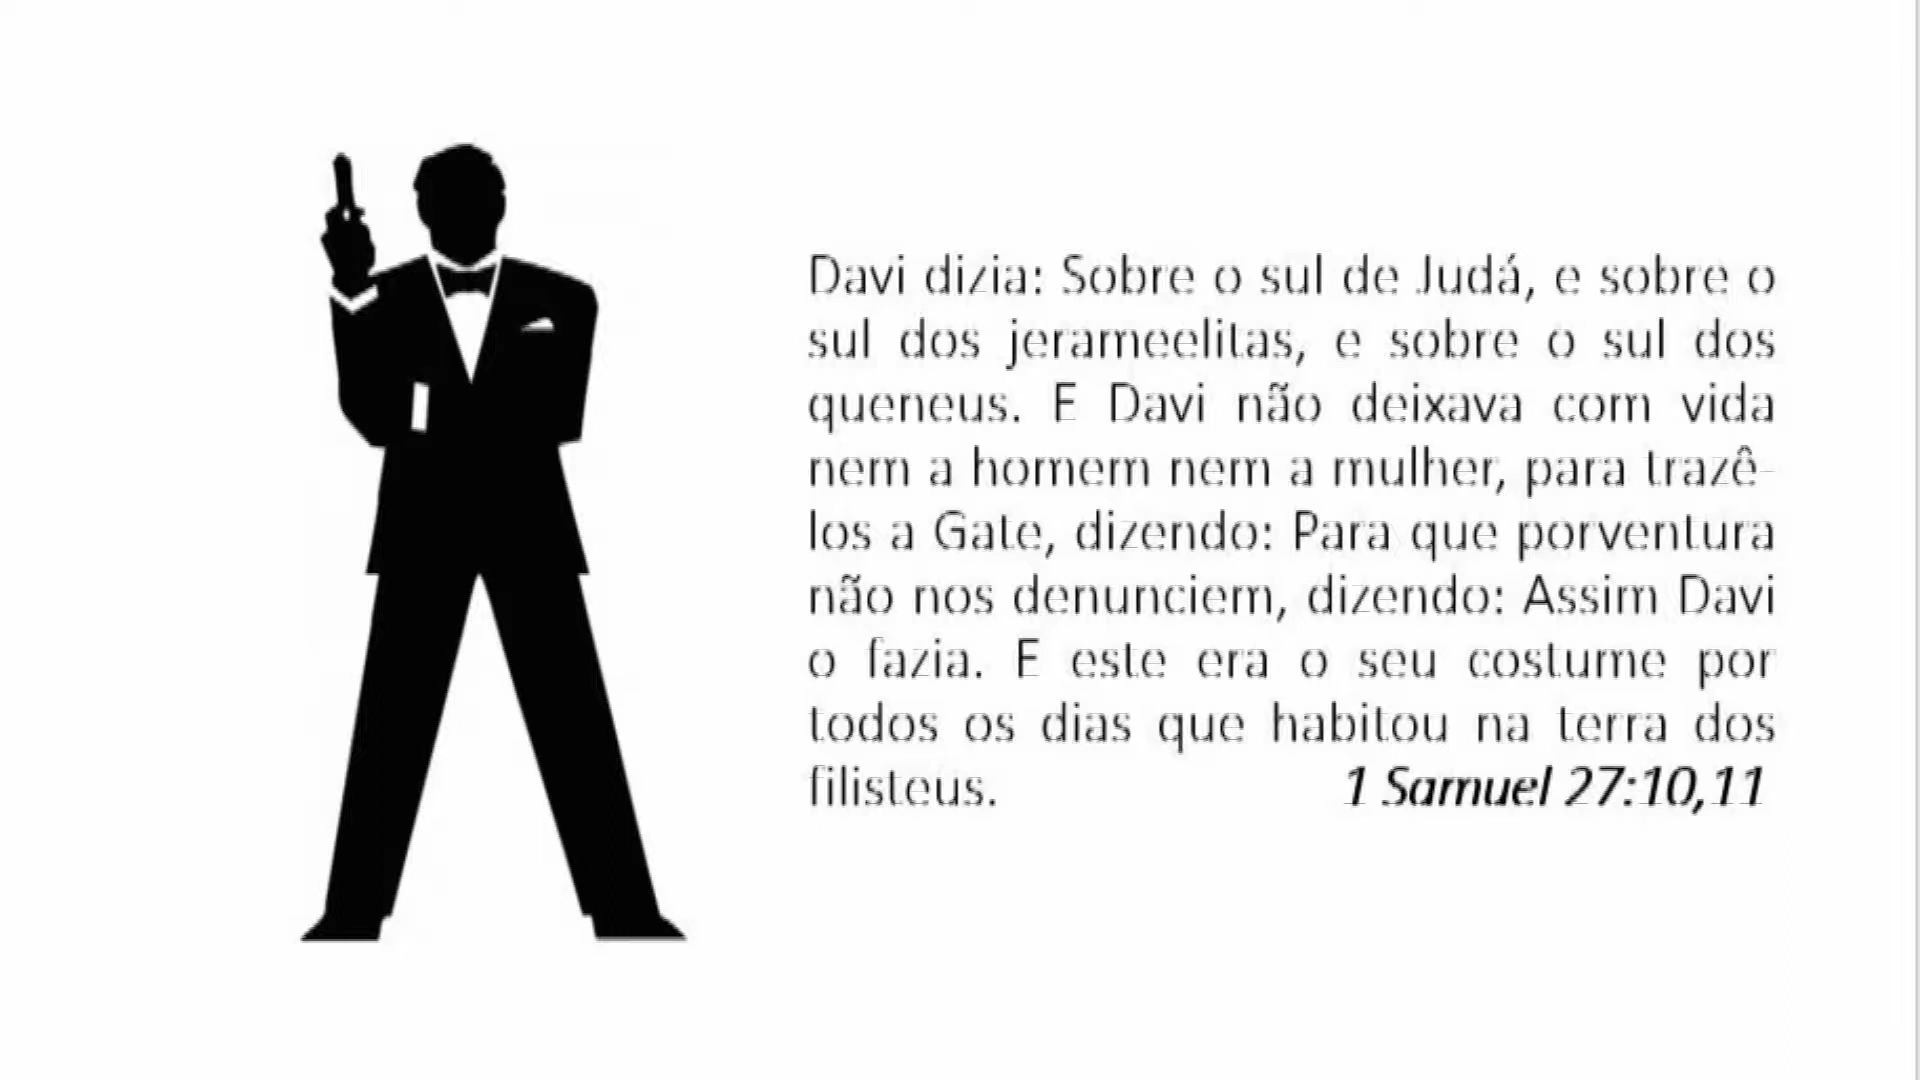 Davi dizia: Sobre o sul de Judá, e sobre o
sul dos jerameelitas, e sobre o sul dos
queneus. E Davi não deixava com vida
nem a homem nem a mulher, para trazê-
los a Gate, dizendo: Para que porventura
não nos denunciem, dizendo: Assim Davi
o fazia. E este era o seu costume por
todos os dias que habitou na terra dos
filisteus. 1 Samuel 27:10,11